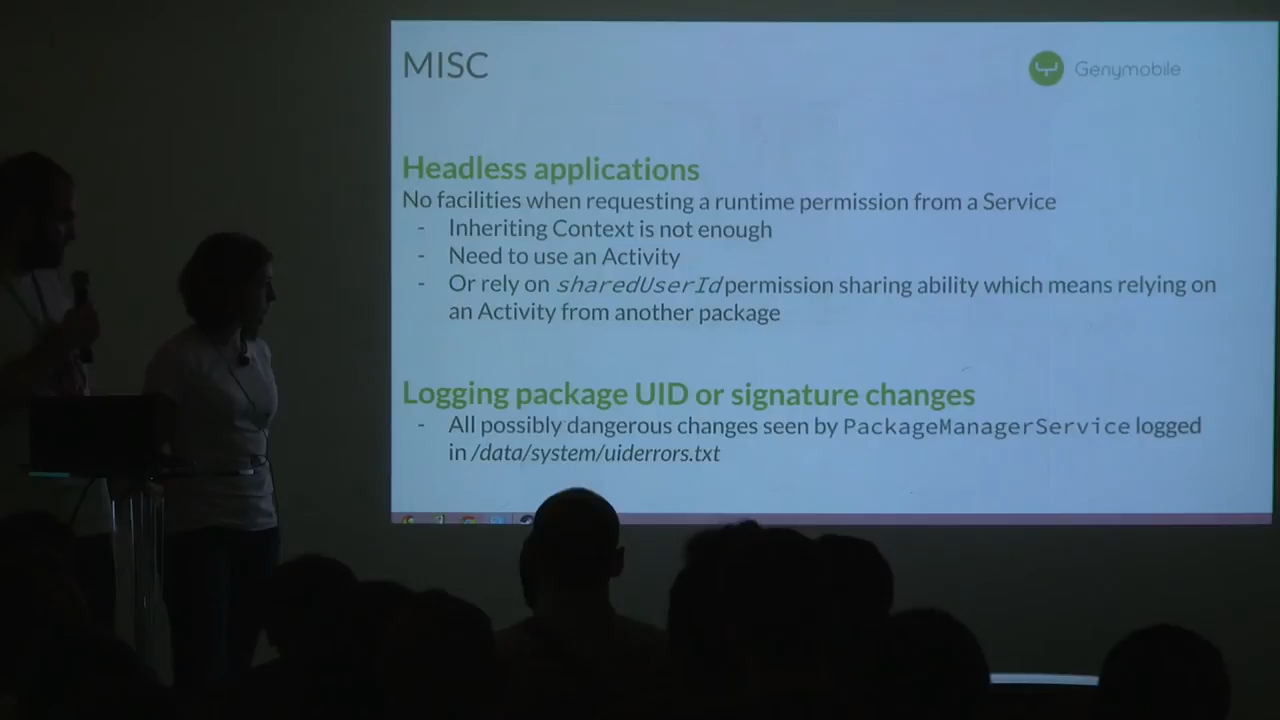 MISC
Genymobile
Headless applications
No facilities when requesting a runtime permission from a Service
- Inheriting Context is not enough
- Need to use an Activity
- Or rely on sharedUserId permission sharing ability which means relying on
an Activity from another package
Logging package UID or signature changes
- All possibly dangerous changes seen by PackageManagerService logged
in /data/system/uiderrors.txt